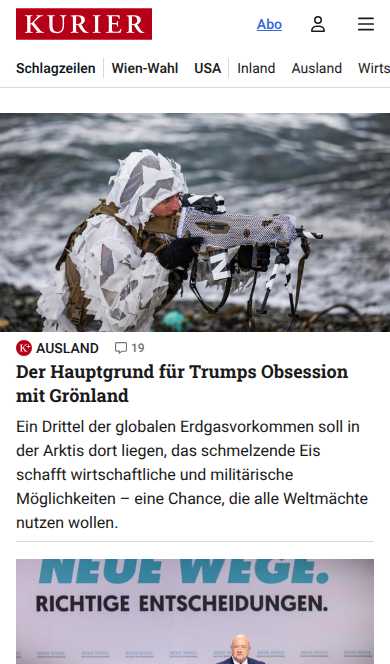 KURIER
Abo
Schlagzeilen Wien-Wahl USA Inland Ausland Wirts
N
K+ AUSLAND 19
Der Hauptgrund für Trumps Obsession
mit Grönland
Ein Drittel der globalen Erdgasvorkommen soll in
der Arktis dort liegen, das schmelzende Eis
schafft wirtschaftliche und militärische
Möglichkeiten – eine Chance, die alle Weltmächte
nutzen wollen.
NEUE WEGE.
RICHTIGE ENTSCHEIDUNGEN.